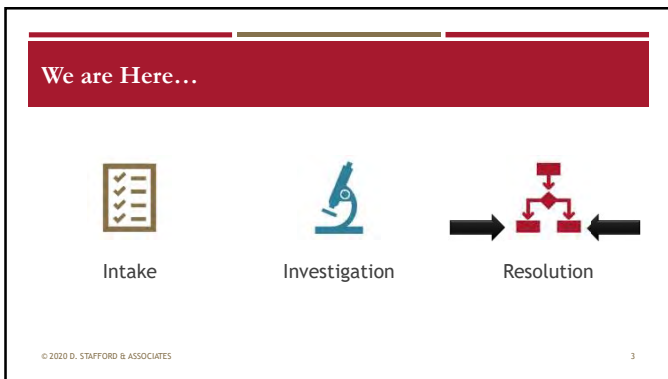 We are Here...
Intake
Investigation
Resolution
© 2020 D. STAFFORD & ASSOCIATES
3